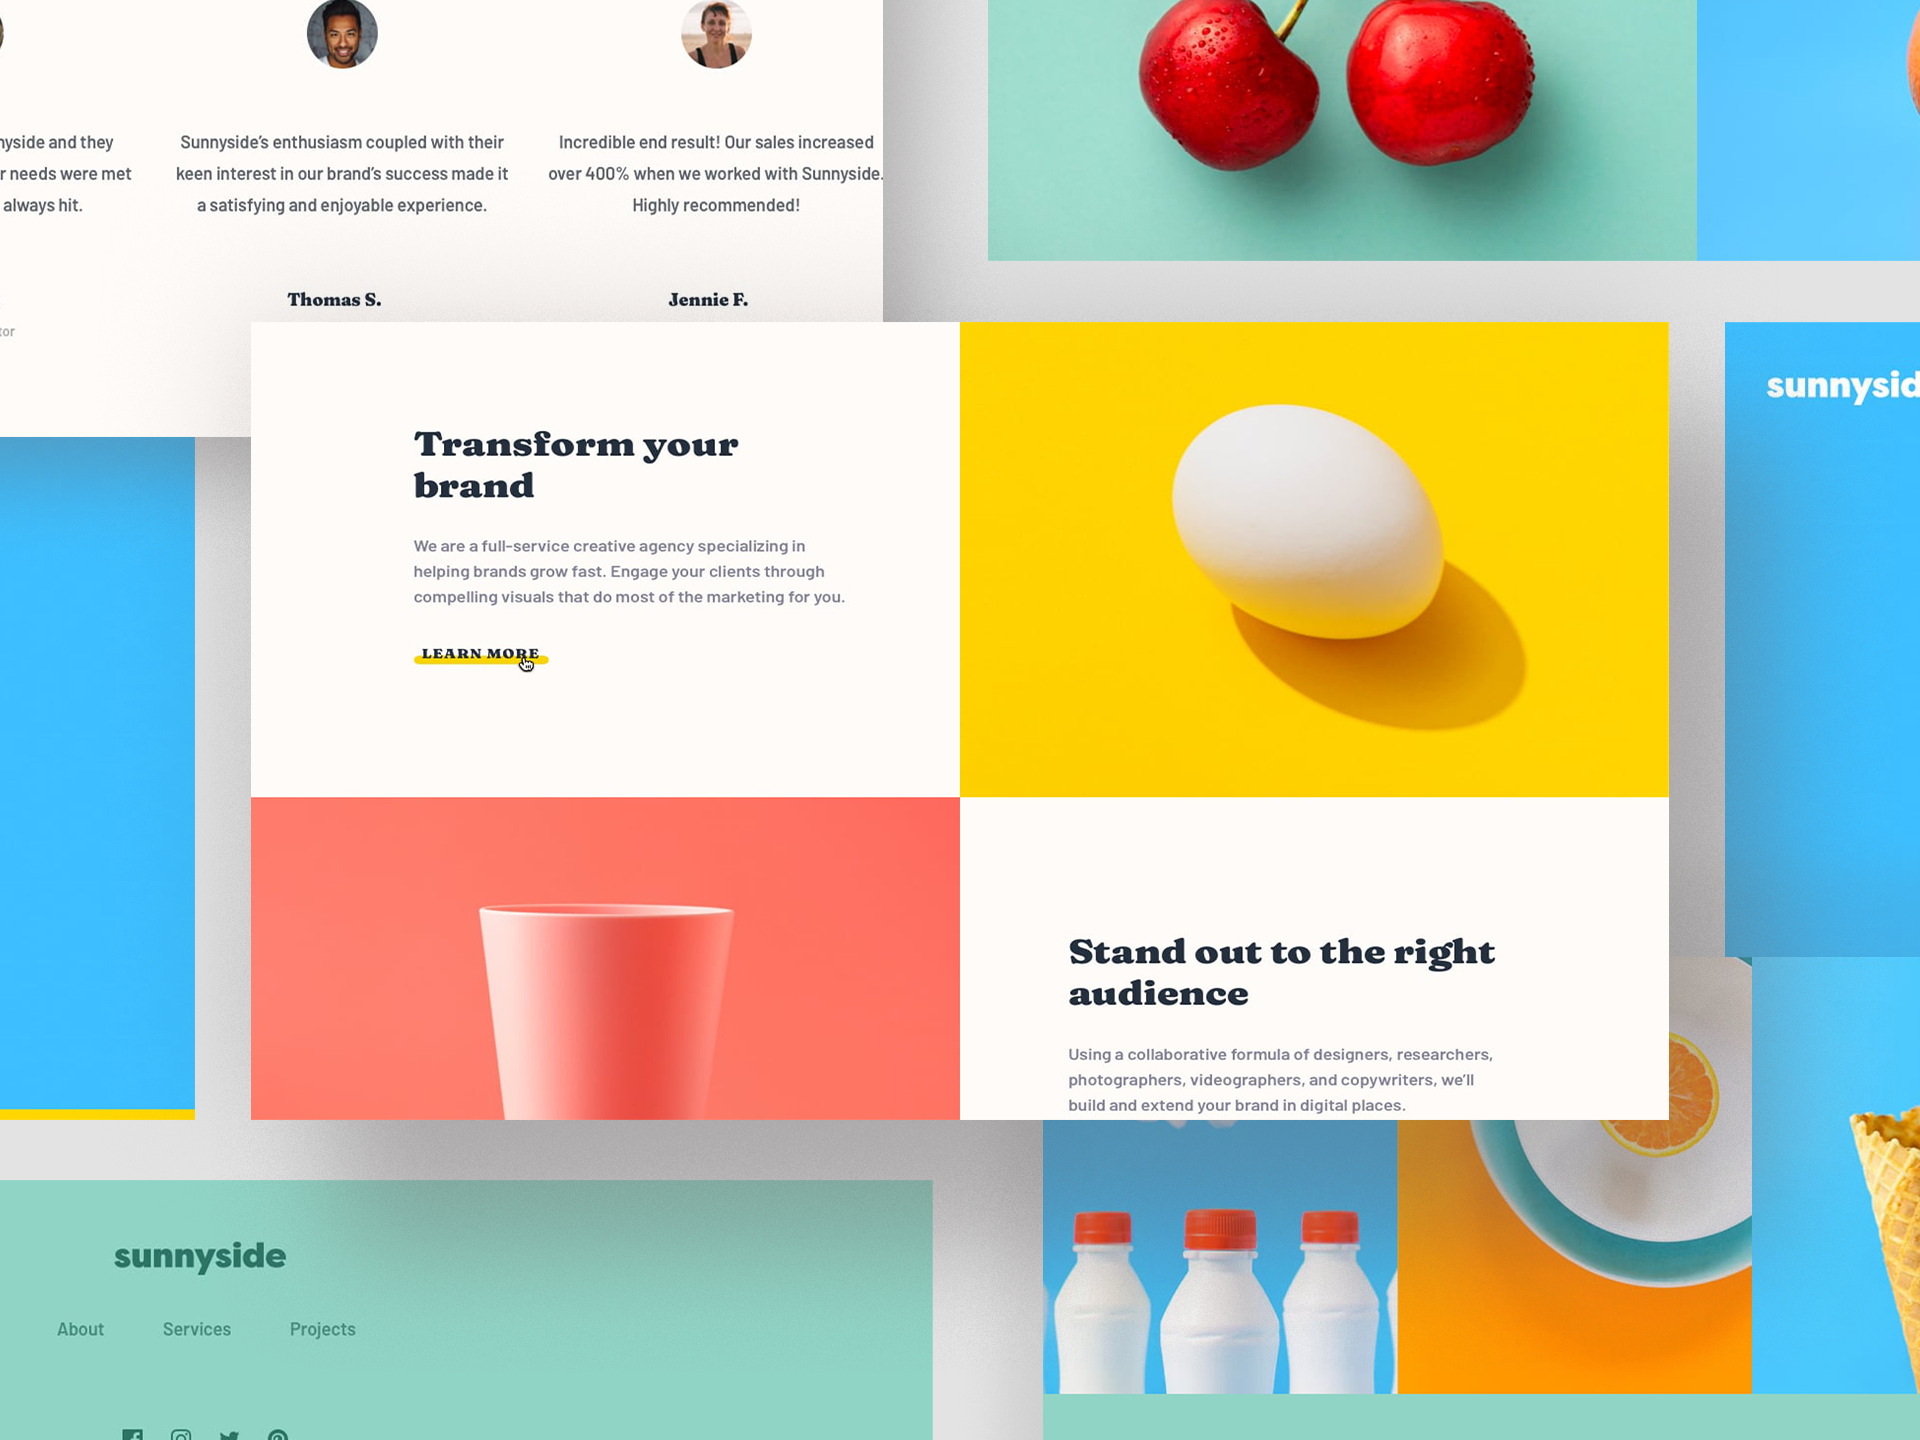 nyside and they
r needs were met
always hit.
tor
Sunnyside's enthusiasm coupled with their
keen interest in our brand's success made it
a satisfying and enjoyable experience.
Thomas S.
Incredible end result! Our sales increased
over 400% when we worked with Sunnyside.
Highly recommended!
Jennie F.
Transform your
brand
We are a full-service creative agency specializing in
helping brands grow fast. Engage your clients through
compelling visuals that do most of the marketing for you.
LEARN MORE
sunnysid
Stand out to the right
audience
Using a collaborative formula of designers, researchers,
photographers, videographers, and copywriters, we'll
build and extend your brand in digital places.
sunnyside
About Services Projects